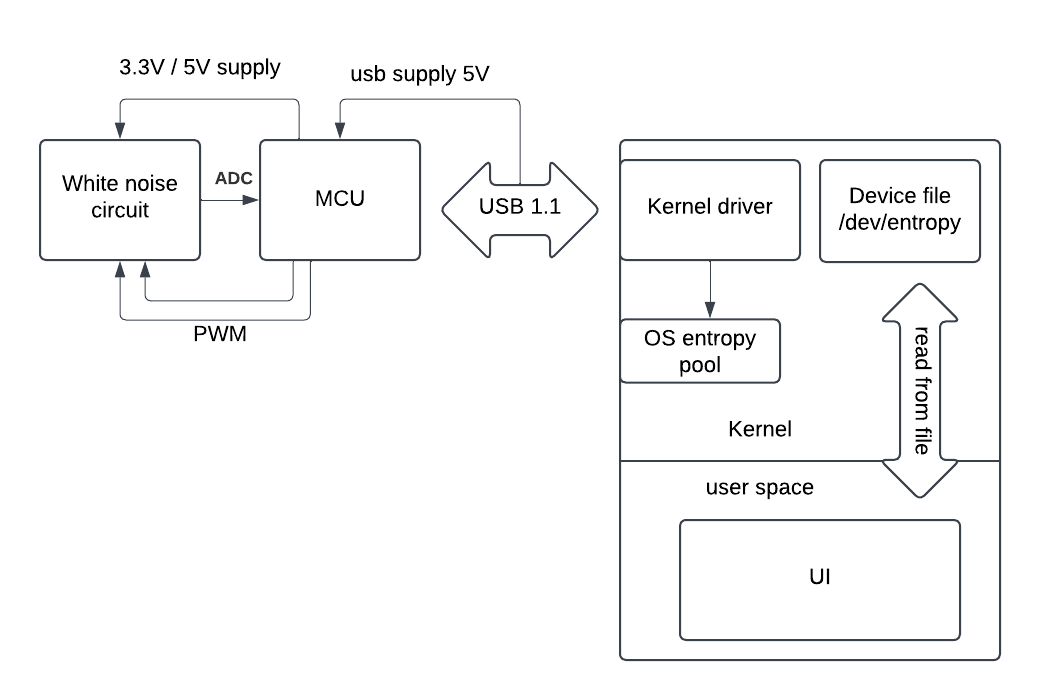 3.3V / 5V supply
usb supply 5V
White noise
circuit
ADC
MCU
USB 1.1
Kernel driver
Device file
/dev/entropy
PWM
OS entropy
pool
read from file
Kernel
user space
UI